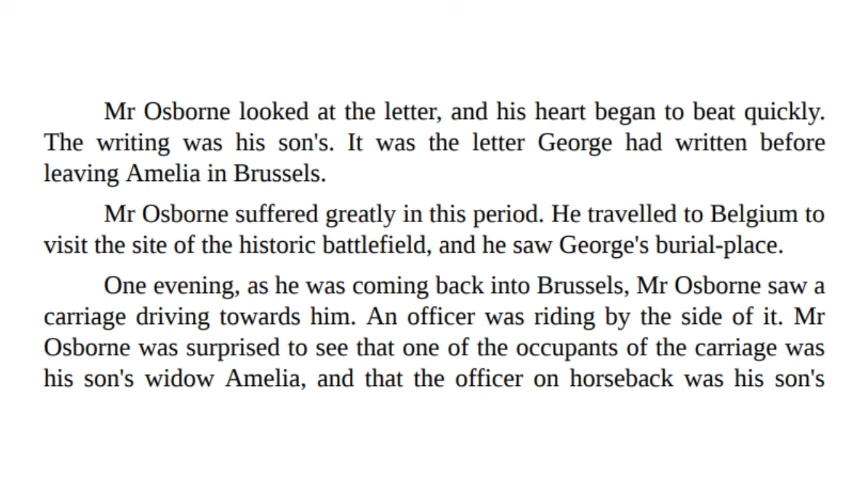 Mr Osborne looked at the letter, and his heart began to beat quickly.
The writing was his son's. It was the letter George had written before
leaving Amelia in Brussels.
Mr Osborne suffered greatly in this period. He travelled to Belgium to
visit the site of the historic battlefield, and he saw George's burial-place.
One evening, as he was coming back into Brussels, Mr Osborne saw a
carriage driving towards him. An officer was riding by the side of it. Mr
Osborne was surprised to see that one of the occupants of the carriage was
his son's widow Amelia, and that the officer on horseback was his son's